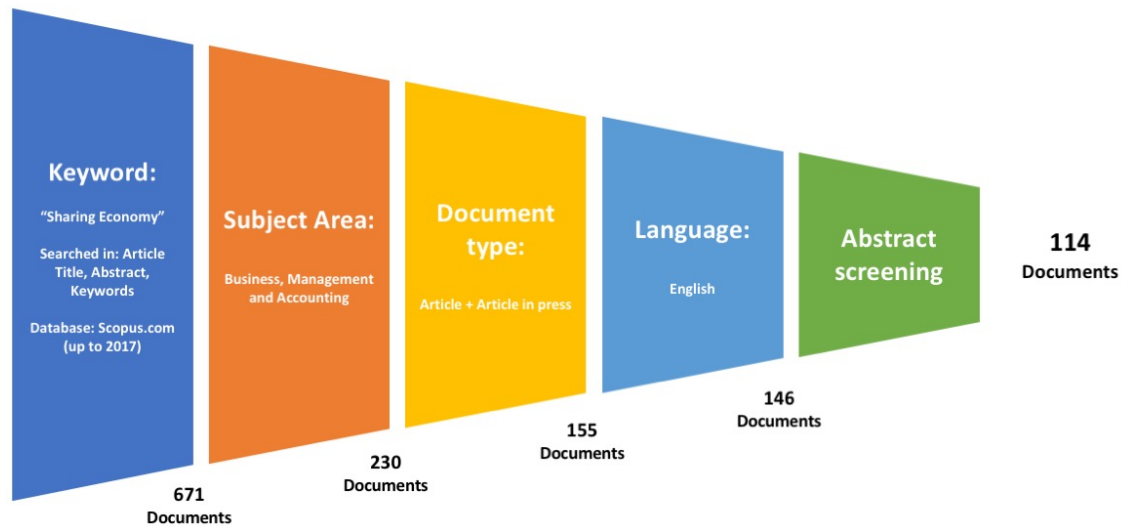 Keyword:
“Sharing Economy”
Searched in: Article
Title, Abstract,
Keywords
Database: Scopus.com
(up to 2017)
671
Documents
Subject Area:
Business, Management
and Accounting
230
Documents
Document
type:
Article + Article in press
155
Documents
Language:
English
146
Documents
Abstract
screening
114
Documents